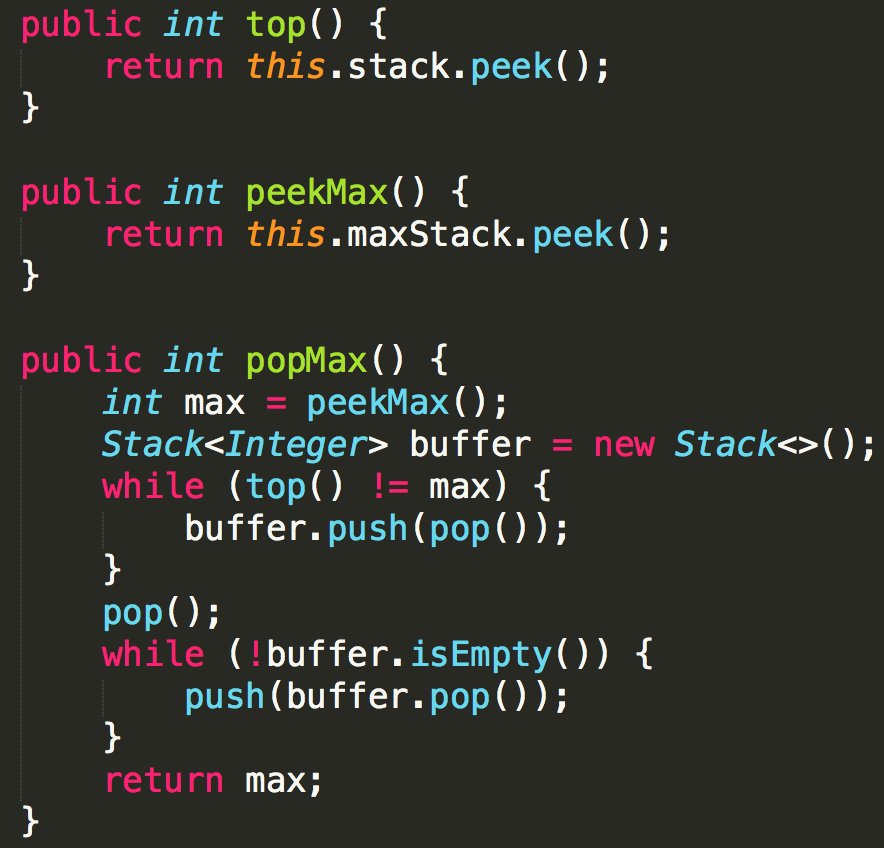 public int top() {
    return this.stack.peek();
}

public int peekMax() {
    return this.maxStack.peek();
}

public int popMax() {
    int max = peekMax();
    Stack<Integer> buffer = new Stack<>();
    while (top() != max) {
        buffer.push(pop());
    }
    pop();
    while (!buffer.isEmpty()) {
        push(buffer.pop());
    }
    return max;
}